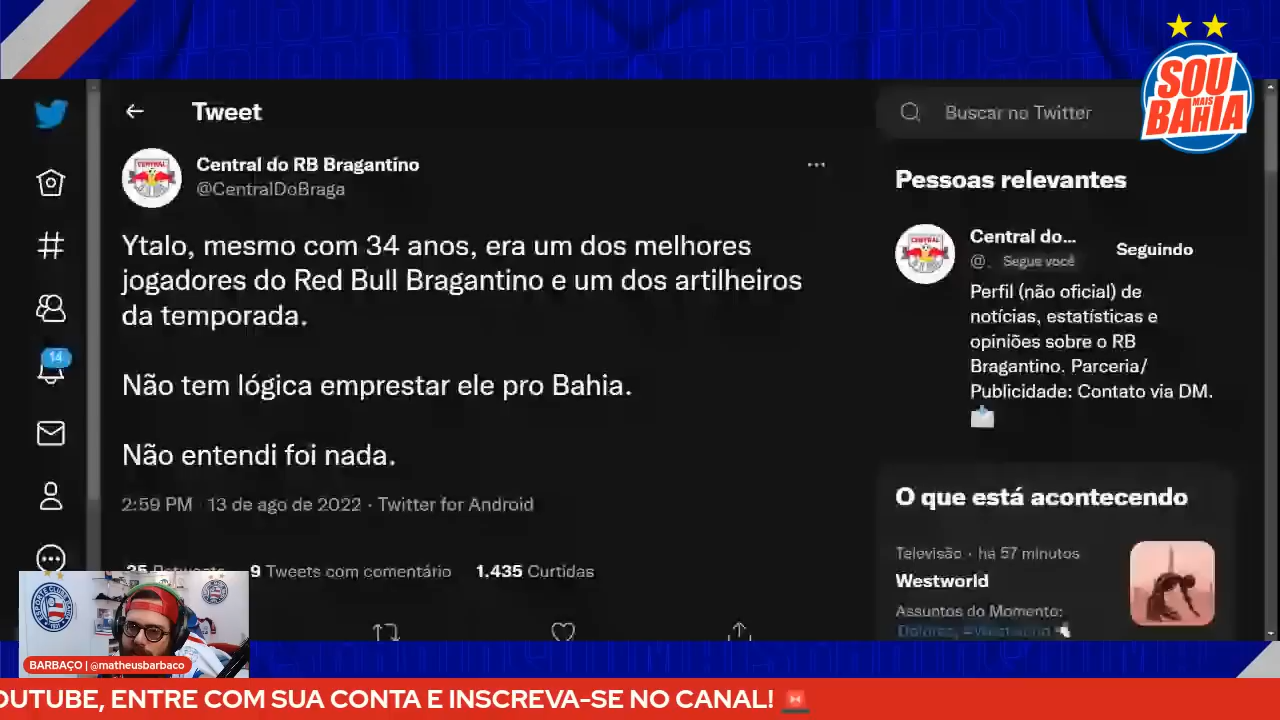 Tweet
Buscar no Twitter
SOU
MAIS
BAHIA
Central do RB Bragantino
@CentralDoBraga
Ytalo, mesmo com 34 anos, era um dos melhores
jogadores do Red Bull Bragantino e um dos artilheiros
da temporada.
Não tem lógica emprestar ele pro Bahia.
Não entendi foi nada.
2:59 PM · 13 de ago de 2022 · Twitter for Android
35 Retweets 9 Tweets com comentário 1.435 Curtidas
14
Pessoas relevantes
Central do...
@. Segue você
Seguindo
Perfil (não oficial) de
notícias, estatísticas e
opiniões sobre o RB
Bragantino. Parceria/
Publicidade: Contato via DM.
O que está acontecendo
Televisão · há 57 minutos
Westworld
Assuntos do Momento:
Dolores, #Westworld
BARBAÇO | @matheusbarbaco
OUTUBE, ENTRE COM SUA CONTA E INSCREVA-SE NO CANAL!